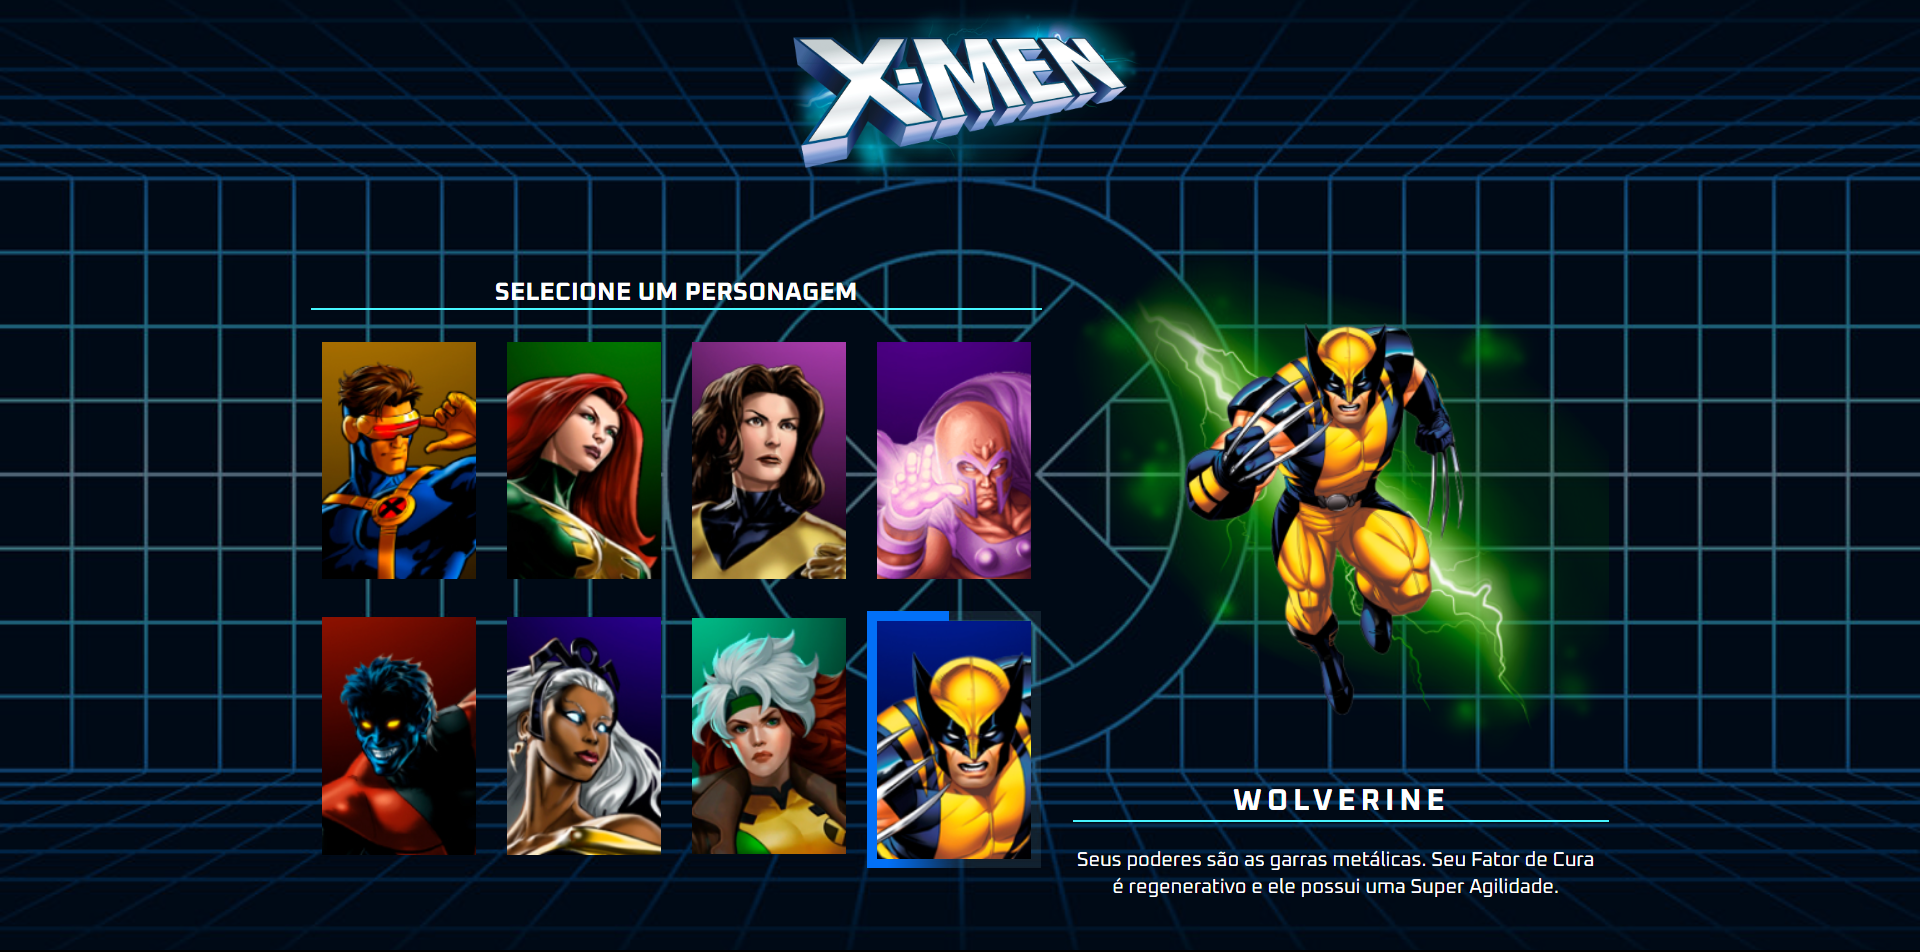 X-MEN
SELECIONE UM PERSONAGEM
WOLVERINE
Seus poderes são as garras metálicas. Seu Fator de Cura
é regenerativo e ele possui uma Super Agilidade.